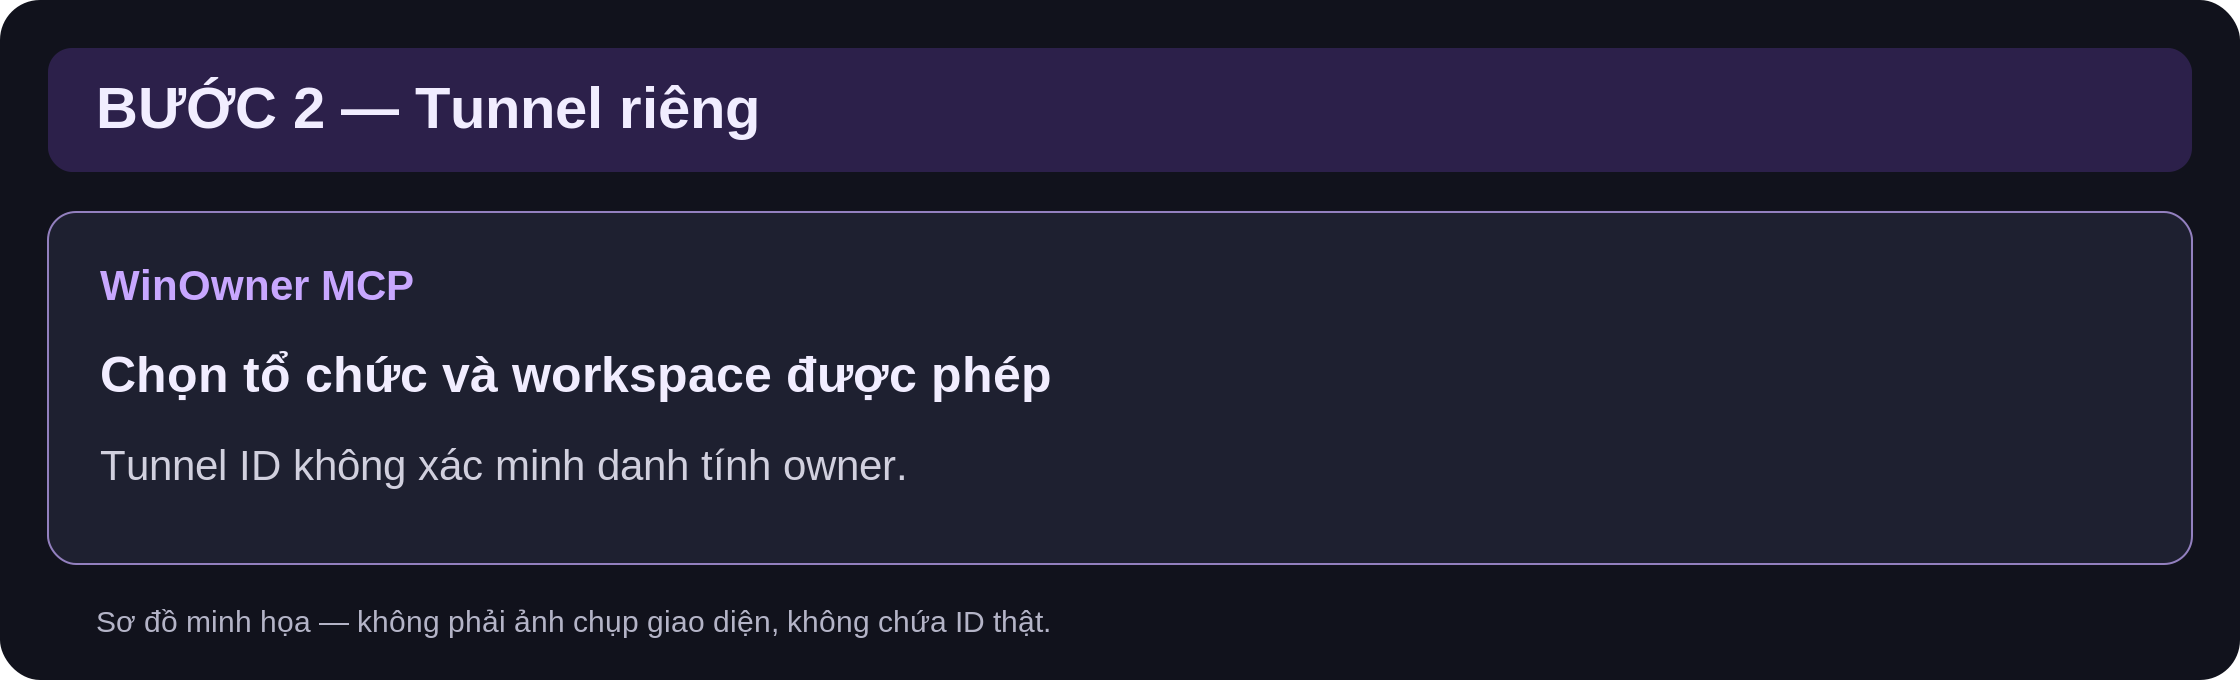 BƯỚC 2 — Tunnel riêng
WinOwner MCP
Chọn tổ chức và workspace được phép
Tunnel ID không xác minh danh tính owner.
Sơ đồ minh họa — không phải ảnh chụp giao diện, không chứa ID thật.